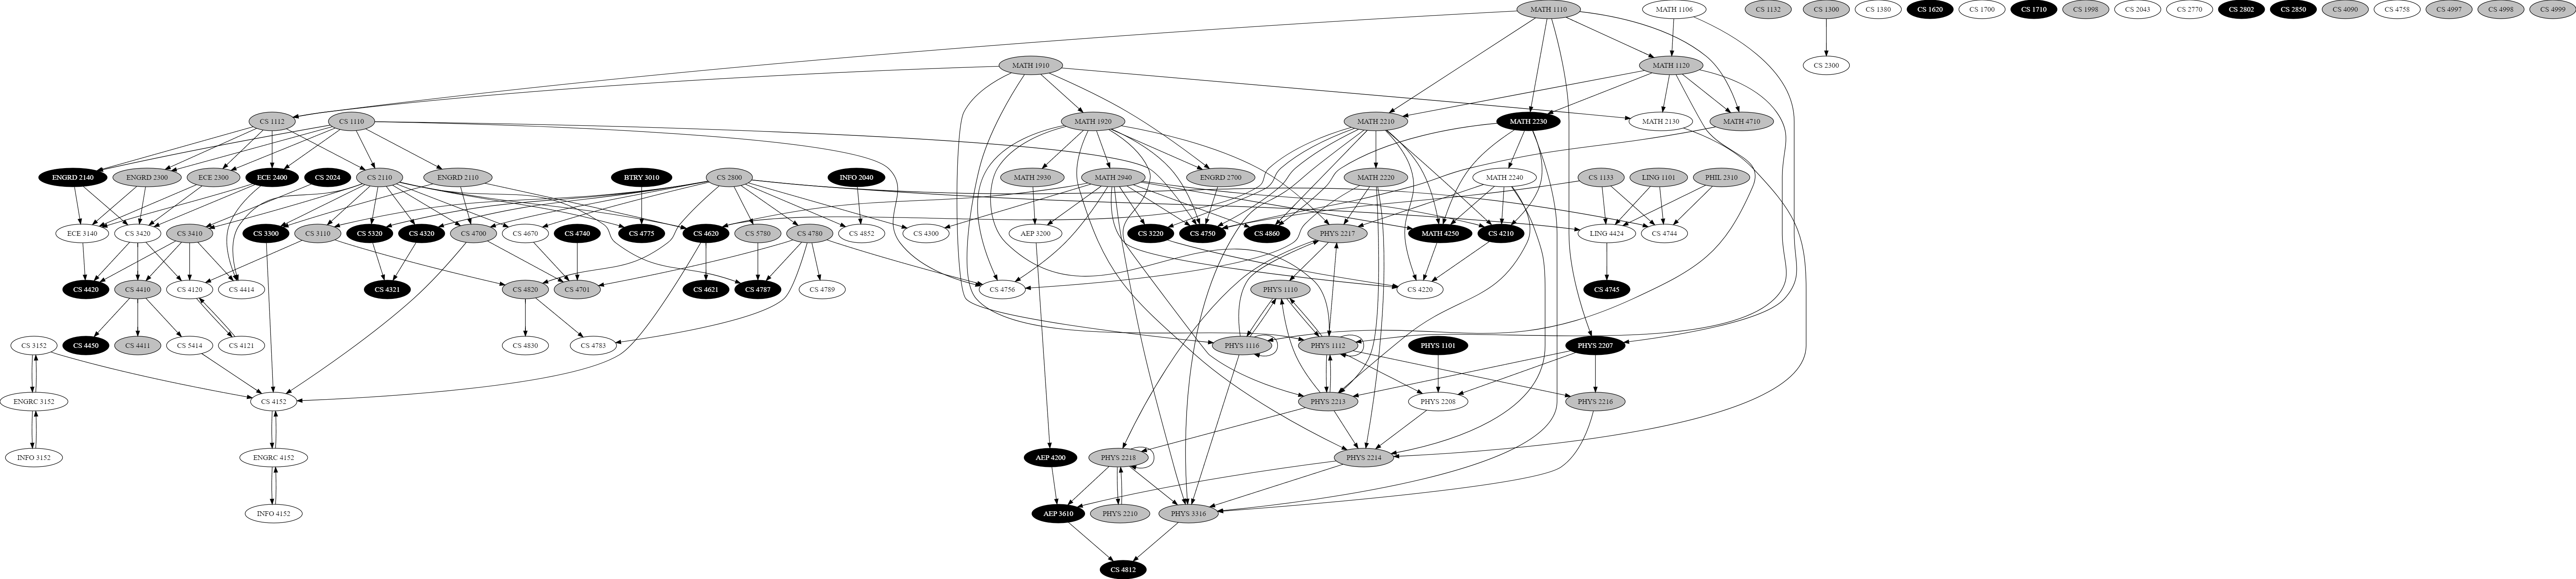 MATH 1110
MATH 1106
CS 1132
CS 1300
CS 1380
CS 1620
CS 1700
CS 1710
CS 1998
CS 2043
CS 2770
CS 2802
CS 2850
CS 4090
CS 4758
CS 4997
CS 4998
CS 4999
MATH 1910
MATH 1120
CS 2300
CS 1112
CS 1110
MATH 1920
MATH 2210
MATH 2230
MATH 2130
MATH 4710
ENGRD 2140
ENGRD 2300
ECE 2300
ECE 2400
CS 2024
CS 2110
ENGRD 2110
BTRY 3010
CS 2800
INFO 2040
MATH 2930
MATH 2940
ENGRD 2700
MATH 2220
MATH 2240
CS 1133
LING 1101
PHIL 2310
ECE 3140
CS 3420
CS 3410
CS 3300
CS 3110
CS 5320
CS 4320
CS 4700
CS 4670
CS 4740
CS 4775
CS 4620
CS 5780
CS 4780
CS 4852
CS 4300
AEP 3200
CS 3220
CS 4750
CS 4860
PHYS 2217
MATH 4250
CS 4210
LING 4424
CS 4744
CS 4420
CS 4410
CS 4120
CS 4414
CS 4321
CS 4820
CS 4701
CS 4621
CS 4787
CS 4789
CS 4756
PHYS 1110
CS 4220
CS 4745
CS 3152
CS 4450
CS 4411
CS 5414
CS 4121
CS 4830
CS 4783
PHYS 1116
PHYS 1112
PHYS 1101
PHYS 2207
ENGRC 3152
CS 4152
PHYS 2213
PHYS 2208
PHYS 2216
INFO 3152
ENGRC 4152
AEP 4200
PHYS 2218
PHYS 2214
INFO 4152
AEP 3610
PHYS 2210
PHYS 3316
CS 4812